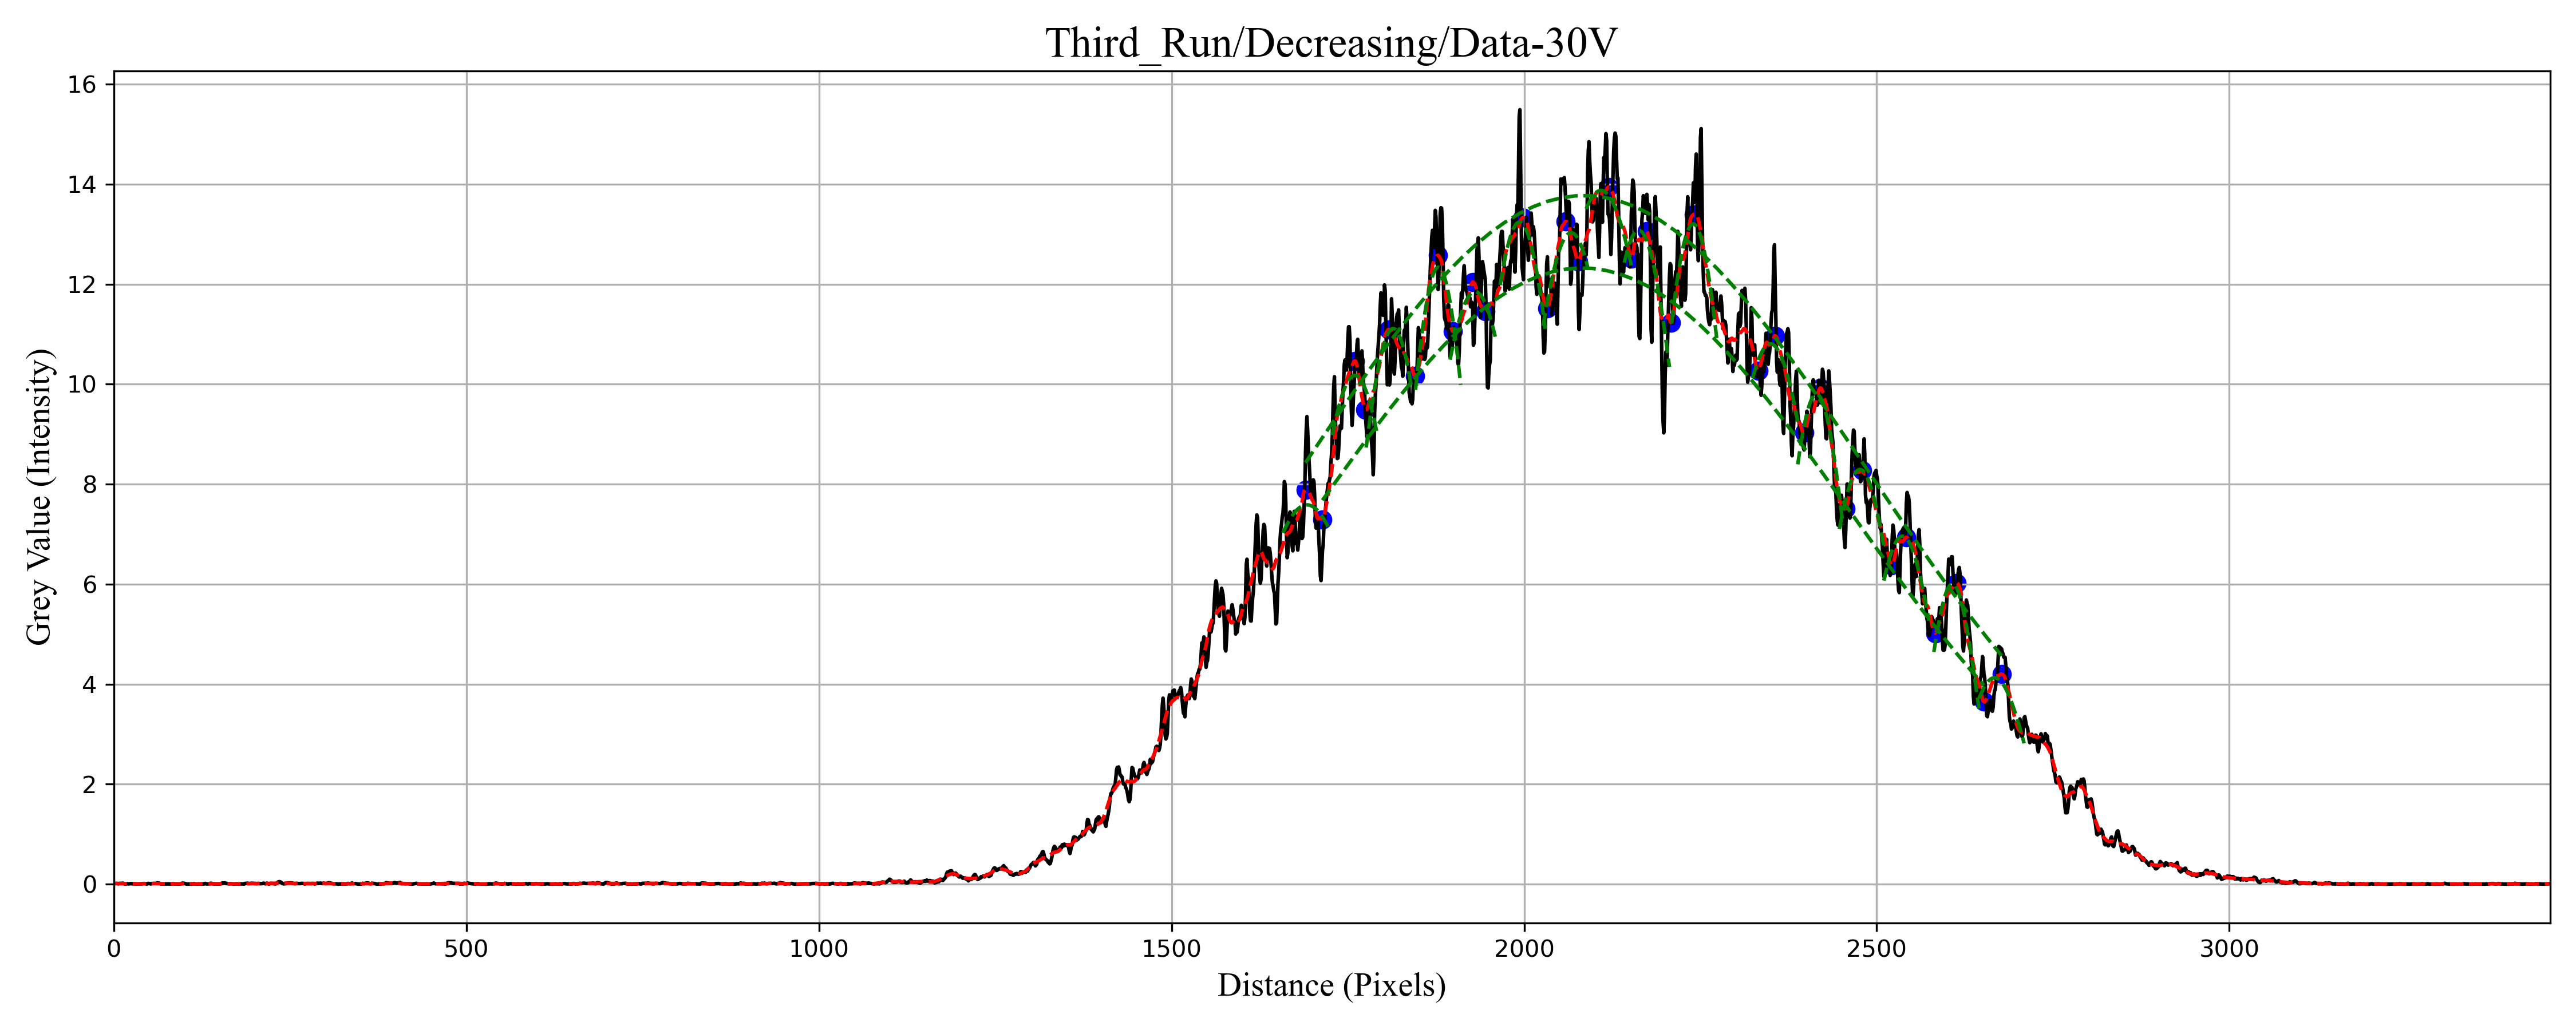 Third_Run/Decreasing/Data-30V
16
14
12
10
8
6
4
2
0
Grey Value (Intensity)
0 500 1000 1500 2000 2500 3000
Distance (Pixels)